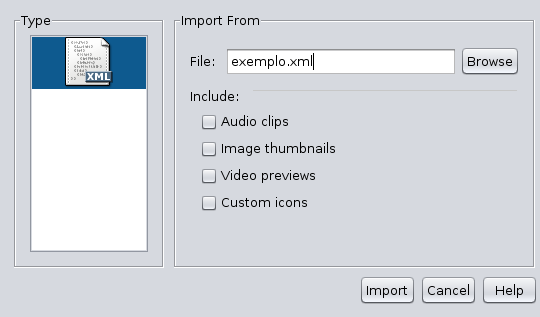 Type
XML
Import From
File: exemplo.xml Browse
Include:
Audio clips
Image thumbnails
Video previews
Custom icons
Import Cancel Help